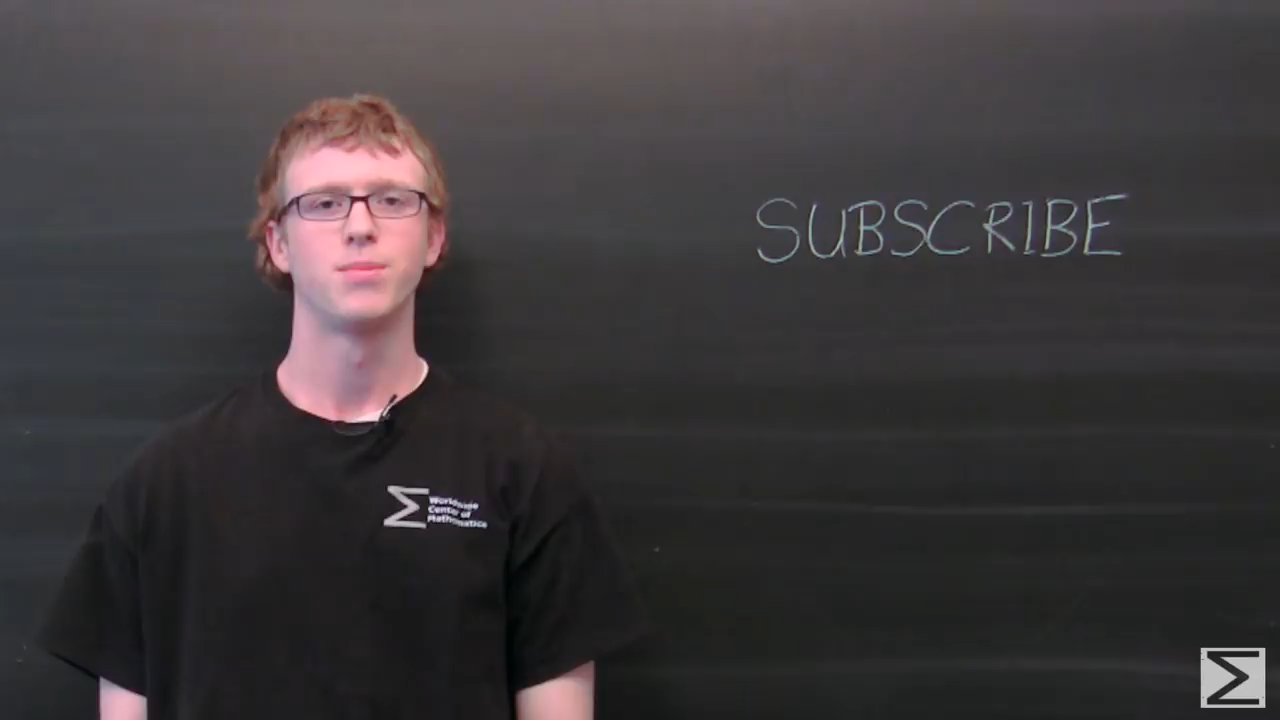 SUBSCRIBE
Σ Worldwide
Center of
Mathematics
Σ